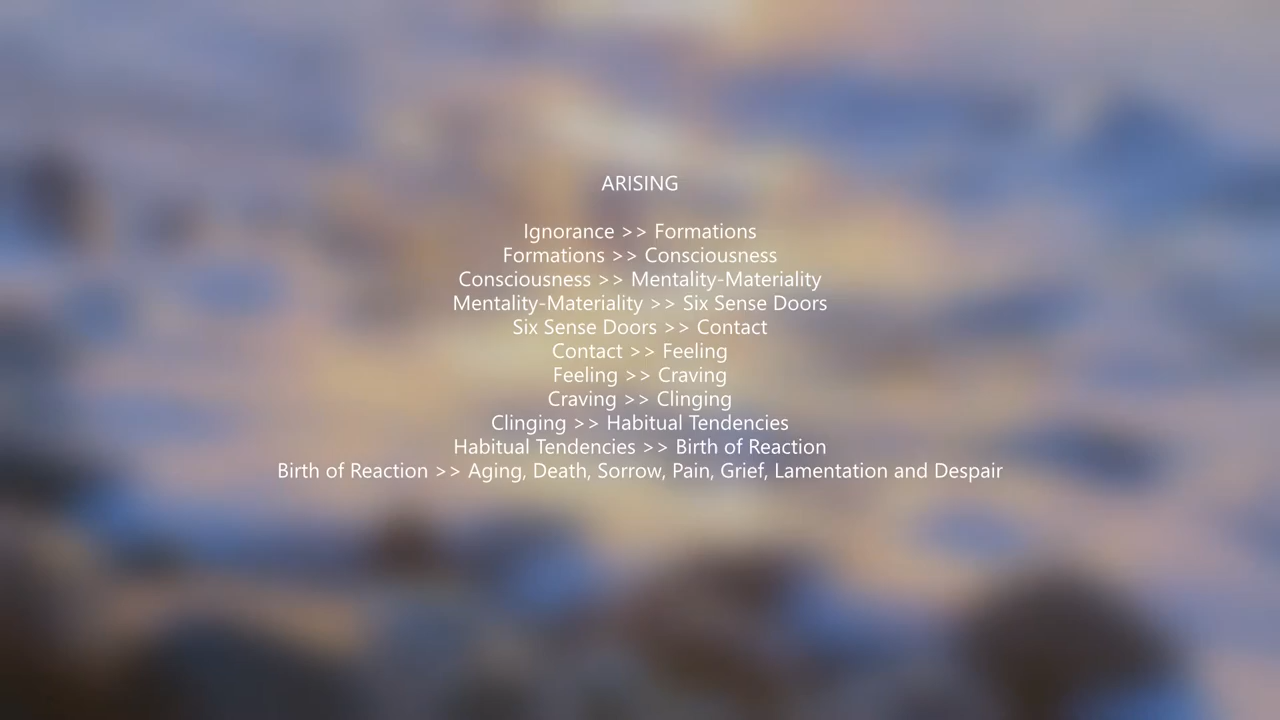 ARISING
Ignorance >> Formations
Formations >> Consciousness
Consciousness >> Mentality-Materiality
Mentality-Materiality >> Six Sense Doors
Six Sense Doors >> Contact
Contact >> Feeling
Feeling >> Craving
Craving >> Clinging
Clinging >> Habitual Tendencies
Habitual Tendencies >> Birth of Reaction
Birth of Reaction >> Aging, Death, Sorrow, Pain, Grief, Lamentation and Despair